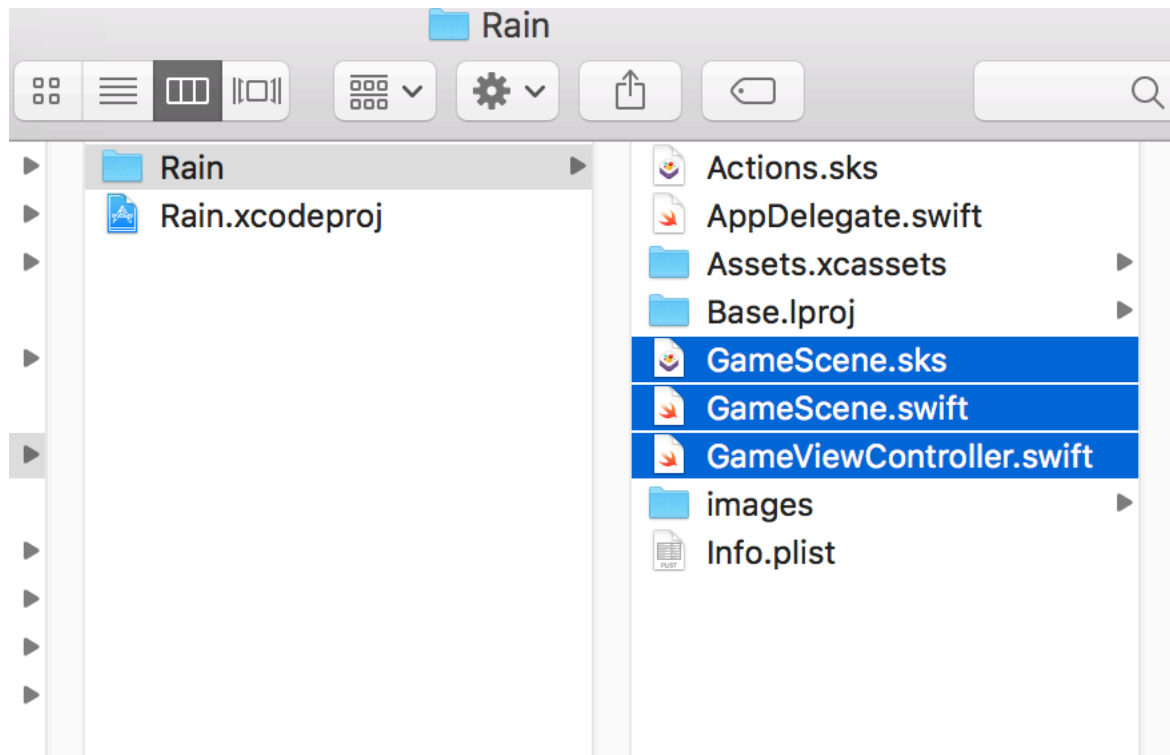 Rain
Rain
Rain.xcodeproj
Actions.sks
AppDelegate.swift
Assets.xcassets
Base.lproj
GameScene.sks
GameScene.swift
GameViewController.swift
images
PLIST
Info.plist